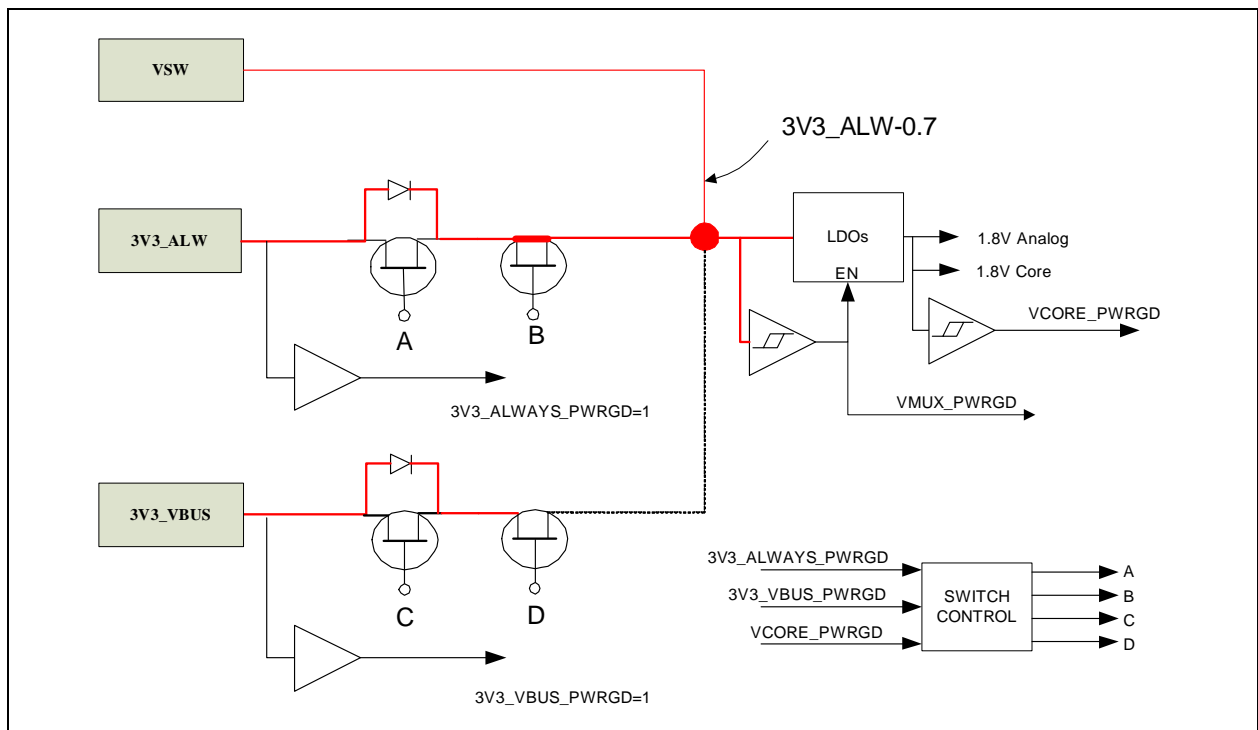 VSW
3V3_ALW-0.7
3V3_ALW
LDOs
EN
1.8V Analog
1.8V Core
A
B
VCORE_PWRGD
3V3_ALWAYS_PWRGD=1
VMUX_PWRGD
3V3_VBUS
C
D
3V3_VBUS_PWRGD=1
3V3_ALWAYS_PWRGD
3V3_VBUS_PWRGD
VCORE_PWRGD
SWITCH
CONTROL
A
B
C
D